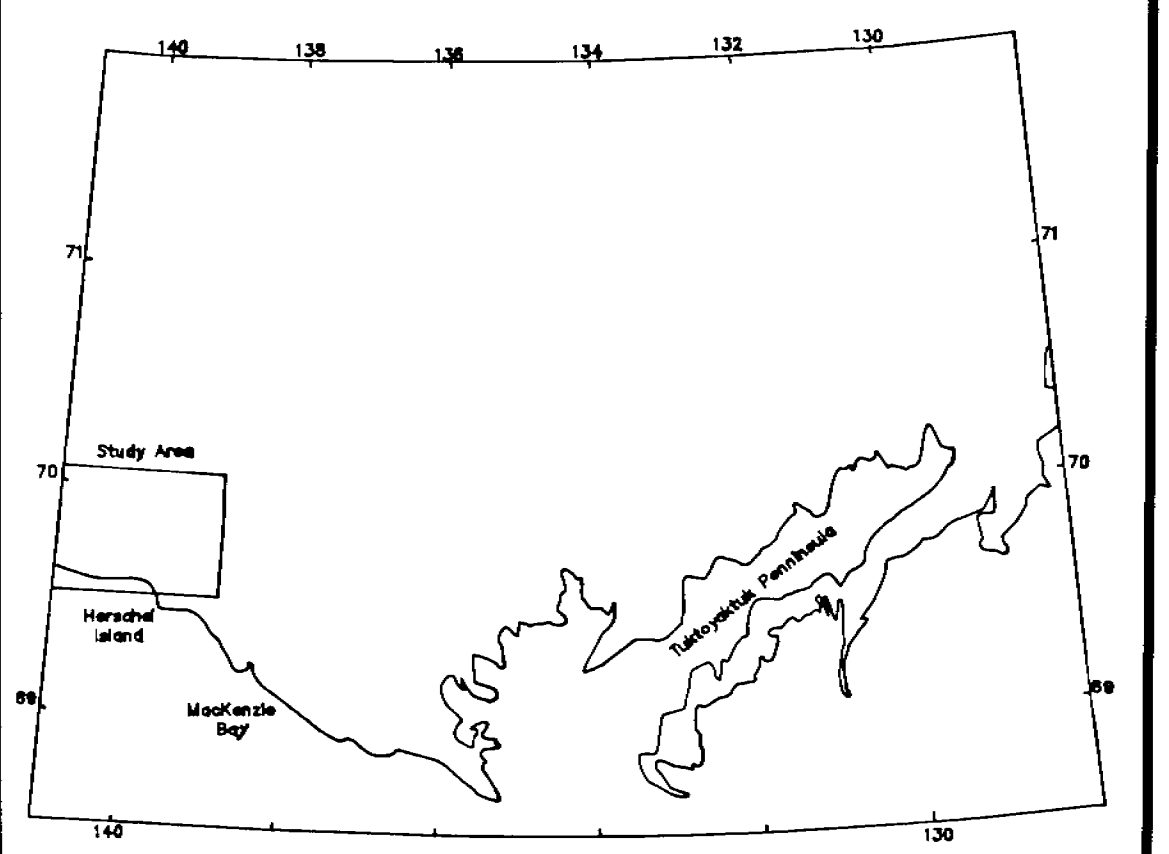 140
138
136
134
132
130
71
71
Study Area
70
70
Tuktoyaktuk Penninsula
Herschel
Island
69
69
MacKenzie
Bay
140
130